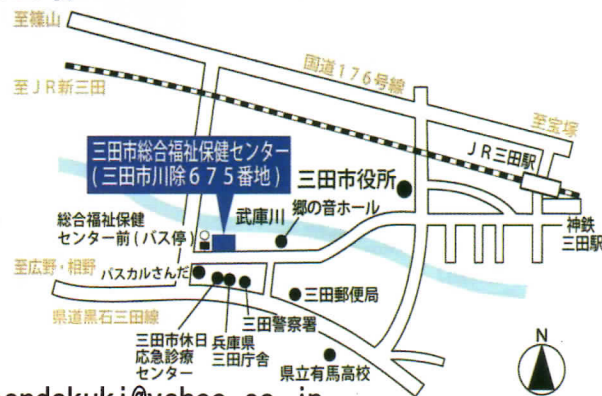 至篠山
国道176号線
至JR新三田
至宝塚
JR三田駅
三田市総合福祉保健センター
(三田市川除675番地)
三田市役所
武庫川
郷の音ホール
総合福祉保健
センター前(バス停)
神鉄
三田駅
至広野・相野
パスカルさんだ
三田郵便局
県道黒石三田線
三田警察署
三田市休日
応急診療
センター
兵庫県
三田庁舎
県立有馬高校
N